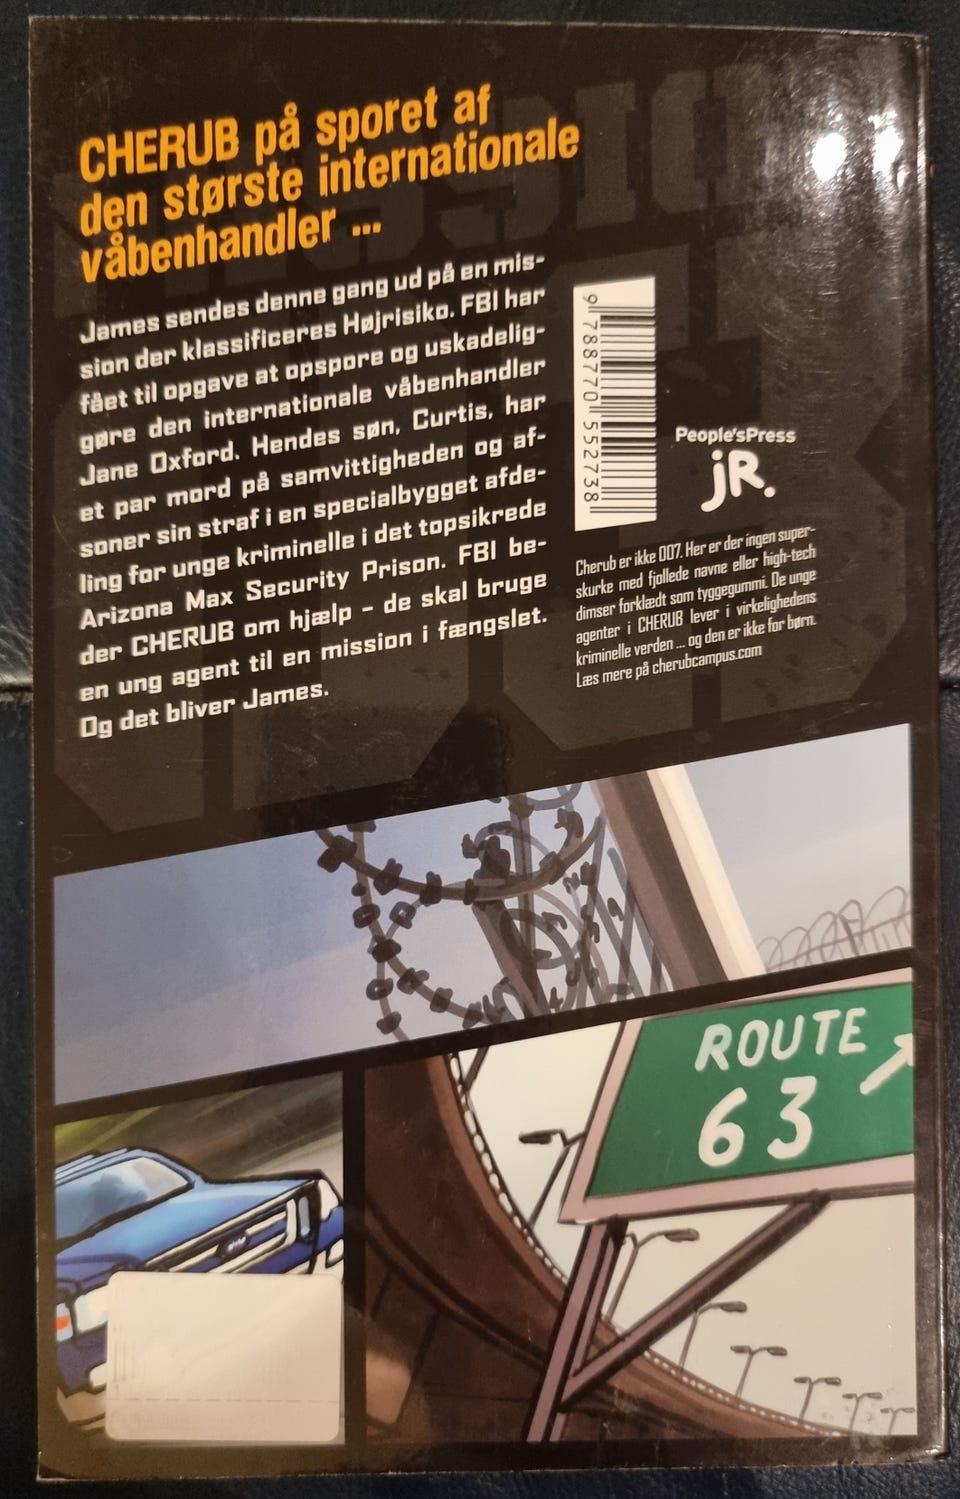 CHERUB på sporet af
den største internationale
våbenhandler ...
James sendes denne gang ud på en mis-
sion der klassificeres Højrisiko. FBI har
fået til opgave at opspore og uskadelig-
gøre den internationale våbenhandler
Jane Oxford. Hendes søn, Curtis, har
et par mord på samvittigheden og af-
soner sin straf i en specialbygget afde-
ling for unge kriminelle i det topsikrede
Arizona Max Security Prison. FBI be-
der CHERUB om hjælp – de skal bruge
en ung agent til en mission i fængslet.
Og det bliver James.
9 788770 552738
People'sPress
jR.
Cherub er ikke 007. Her er der ingen super-
skurke med fjollede navne eller high-tech
dimser forklædt som tyggegummi. De unge
agenter i CHERUB lever i virkelighedens
kriminelle verden ... og den er ikke for børn.
Læs mere på cherubcampus.com
ROUTE
63